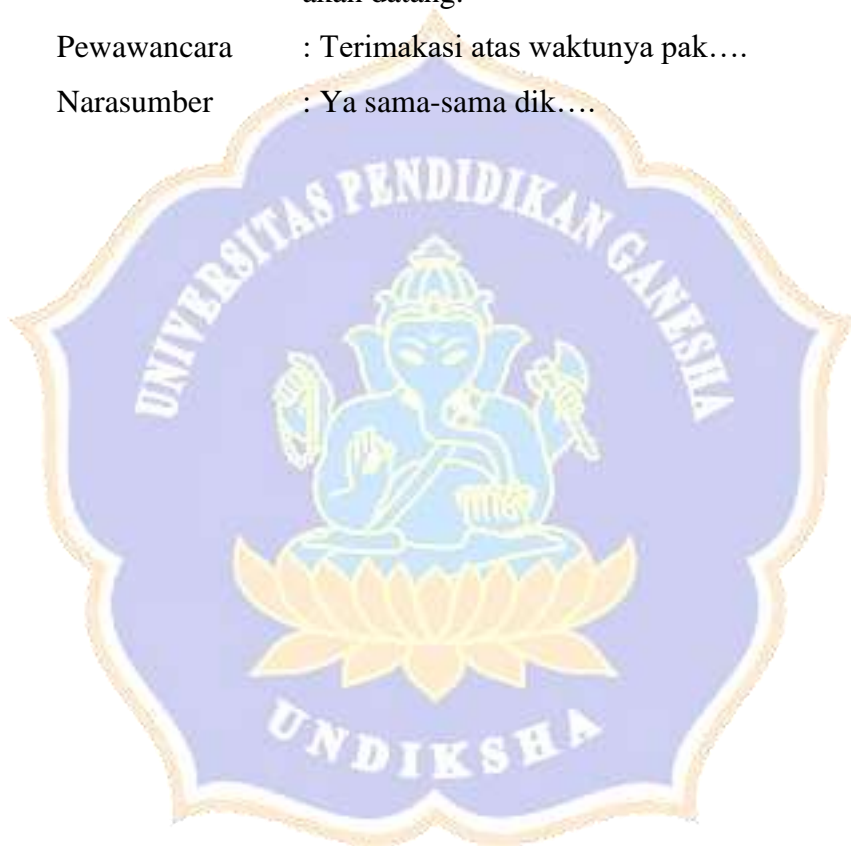 akan datang.
Pewawancara : Terimakasi atas waktunya pak….
Narasumber : Ya sama-sama dik….
UNIVERSITAS PENDIDIKAN GANESHA
UNDIKSHA